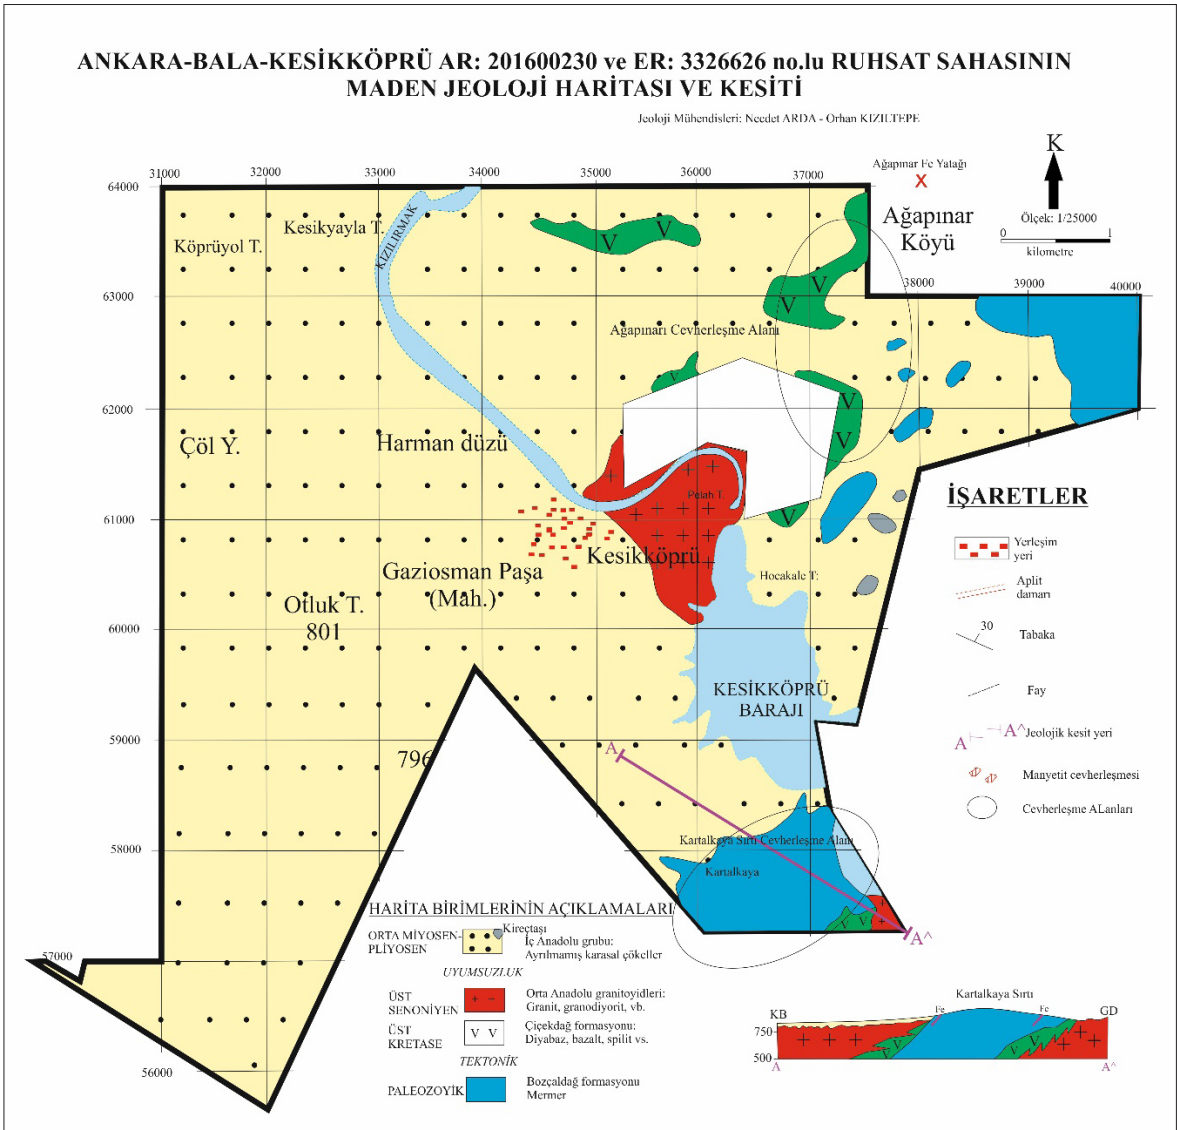 ANKARA-BALA-KESİKKÖPRÜ AR: 201600230 ve ER: 3326626 no.lu RUHSAT SAHASININ
MADEN JEOLOJİ HARİTASI VE KESİTİ
Jeoloji Mühendisleri: Necdet ARDA - Orhan KIZILTEPE
31000
32000
33000
34000
35000
36000
37000
64000
Ağapınar Fe Yatağı
X
K
Ölçek: 1/25000
0
1
kilometre
Ağapınar
Köyü
Kesikyayla T.
Köprüyol T.
KIZILIRMAK
V
V
V
V
38000
39000
40000
63000
Ağapınarı Cevherleşme Alanı
V
V
V
62000
Çöl Y.
Harman düzü
Polah T.
V
61000
Kesikköprü
Gaziosman Paşa
(Mah.)
Hocakale T:
Otluk T.
801
60000
KESİKKÖPRÜ
BARAJI
59000
796
A
Kartalkaya Sırtı Cevherleşme Alanı
58000
Kartalkaya
V
V
A^
57000
56000
İŞARETLER
Yerleşim
yeri
Aplit
damarı
30
Tabaka
Fay
A
A^
Jeolojik kesit yeri
Manyetit cevherleşmesi
Cevherleşme ALanları
HARİTA BİRİMLERİNİN AÇIKLAMALARI
ORTA MİYOSEN-
PLİYOSEN
Kireçtaşı
İç Anadolu grubu:
Ayrılmamış karasal çökeller
UYUMSUZLUK
ÜST
SENONİYEN
+ -
Orta Anadolu granitoyidleri:
Granit, granodiyorit, vb.
ÜST
KRETASE
V V
Çiçekdağ formasyonu:
Diyabaz, bazalt, spilit vs.
TEKTONİK
PALEOZOYİK
Bozçaldağ formasyonu
Mermer
Kartalkaya Sırtı
KB
Fe
Fe
GD
750
500
V V
V V
A
A^